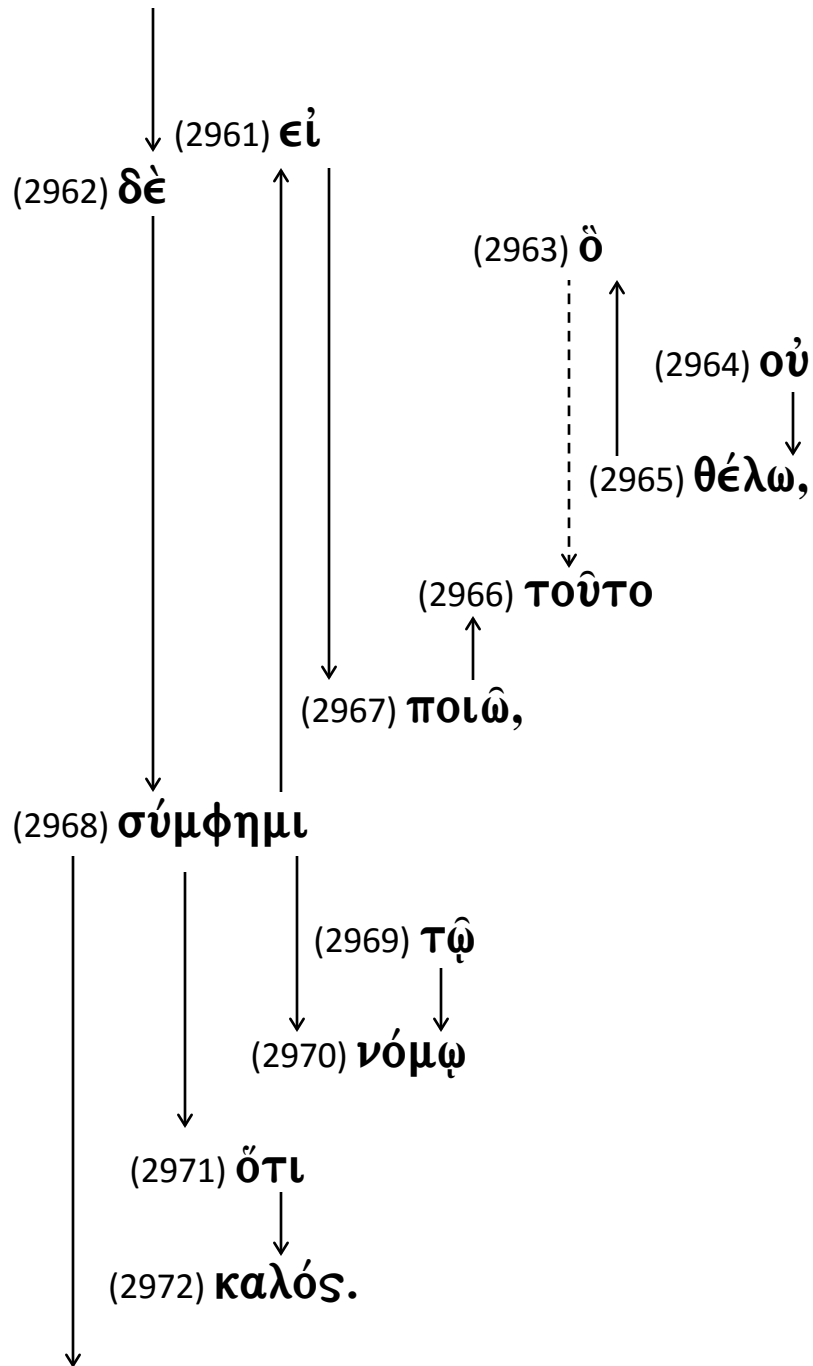 (2961) εἰ
(2962) δὲ
(2963) ὃ
(2964) οὐ
(2965) θέλω,
(2966) τοῦτο
(2967) ποιῶ,
(2968) σύμφημι
(2969) τῷ
(2970) νόμῳ
(2971) ὅτι
(2972) καλός.